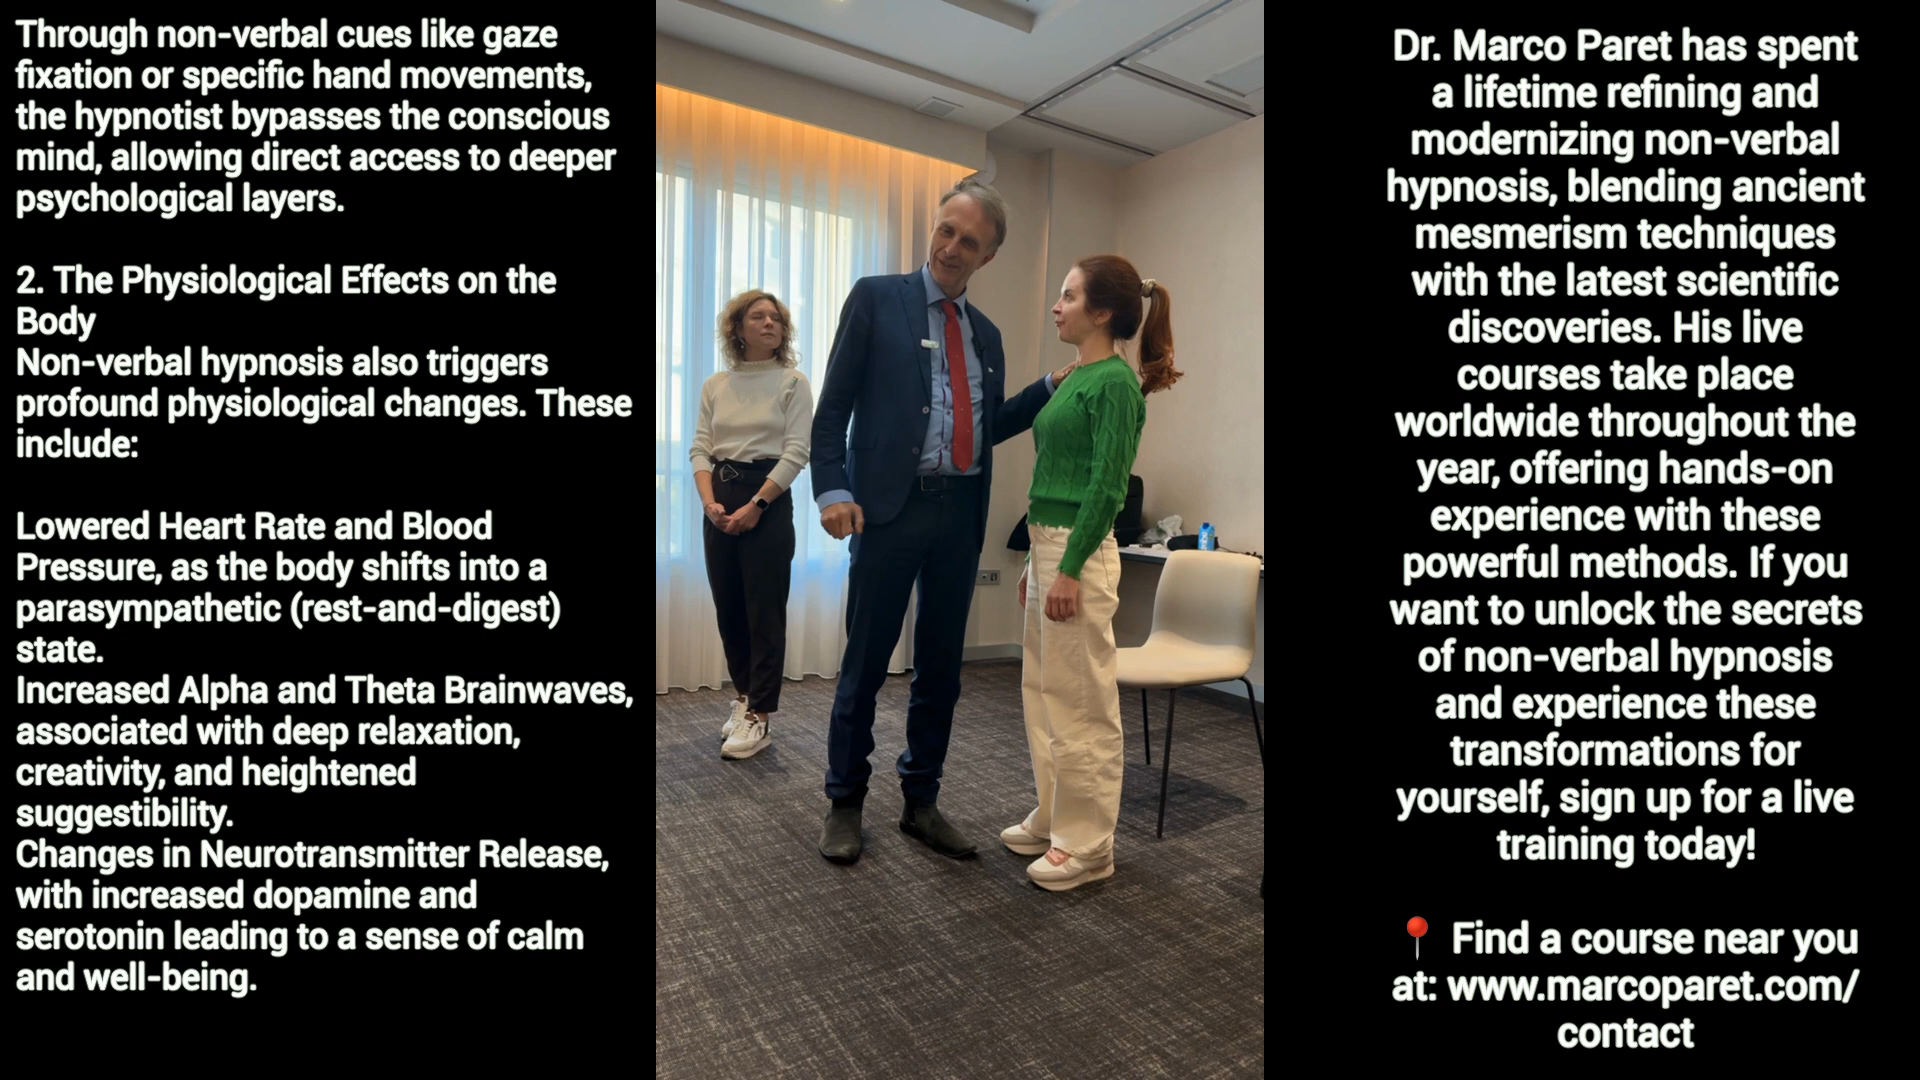 Through non-verbal cues like gaze
fixation or specific hand movements,
the hypnotist bypasses the conscious
mind, allowing direct access to deeper
psychological layers.
2. The Physiological Effects on the
Body
Non-verbal hypnosis also triggers
profound physiological changes. These
include:
Lowered Heart Rate and Blood
Pressure, as the body shifts into a
parasympathetic (rest-and-digest)
state.
Increased Alpha and Theta Brainwaves,
associated with deep relaxation,
creativity, and heightened
suggestibility.
Changes in Neurotransmitter Release,
with increased dopamine and
serotonin leading to a sense of calm
and well-being.
Dr. Marco Paret has spent
a lifetime refining and
modernizing non-verbal
hypnosis, blending ancient
mesmerism techniques
with the latest scientific
discoveries. His live
courses take place
worldwide throughout the
year, offering hands-on
experience with these
powerful methods. If you
want to unlock the secrets
of non-verbal hypnosis
and experience these
transformations for
yourself, sign up for a live
training today!
📍 Find a course near you
at: www.marcoparet.com/
contact